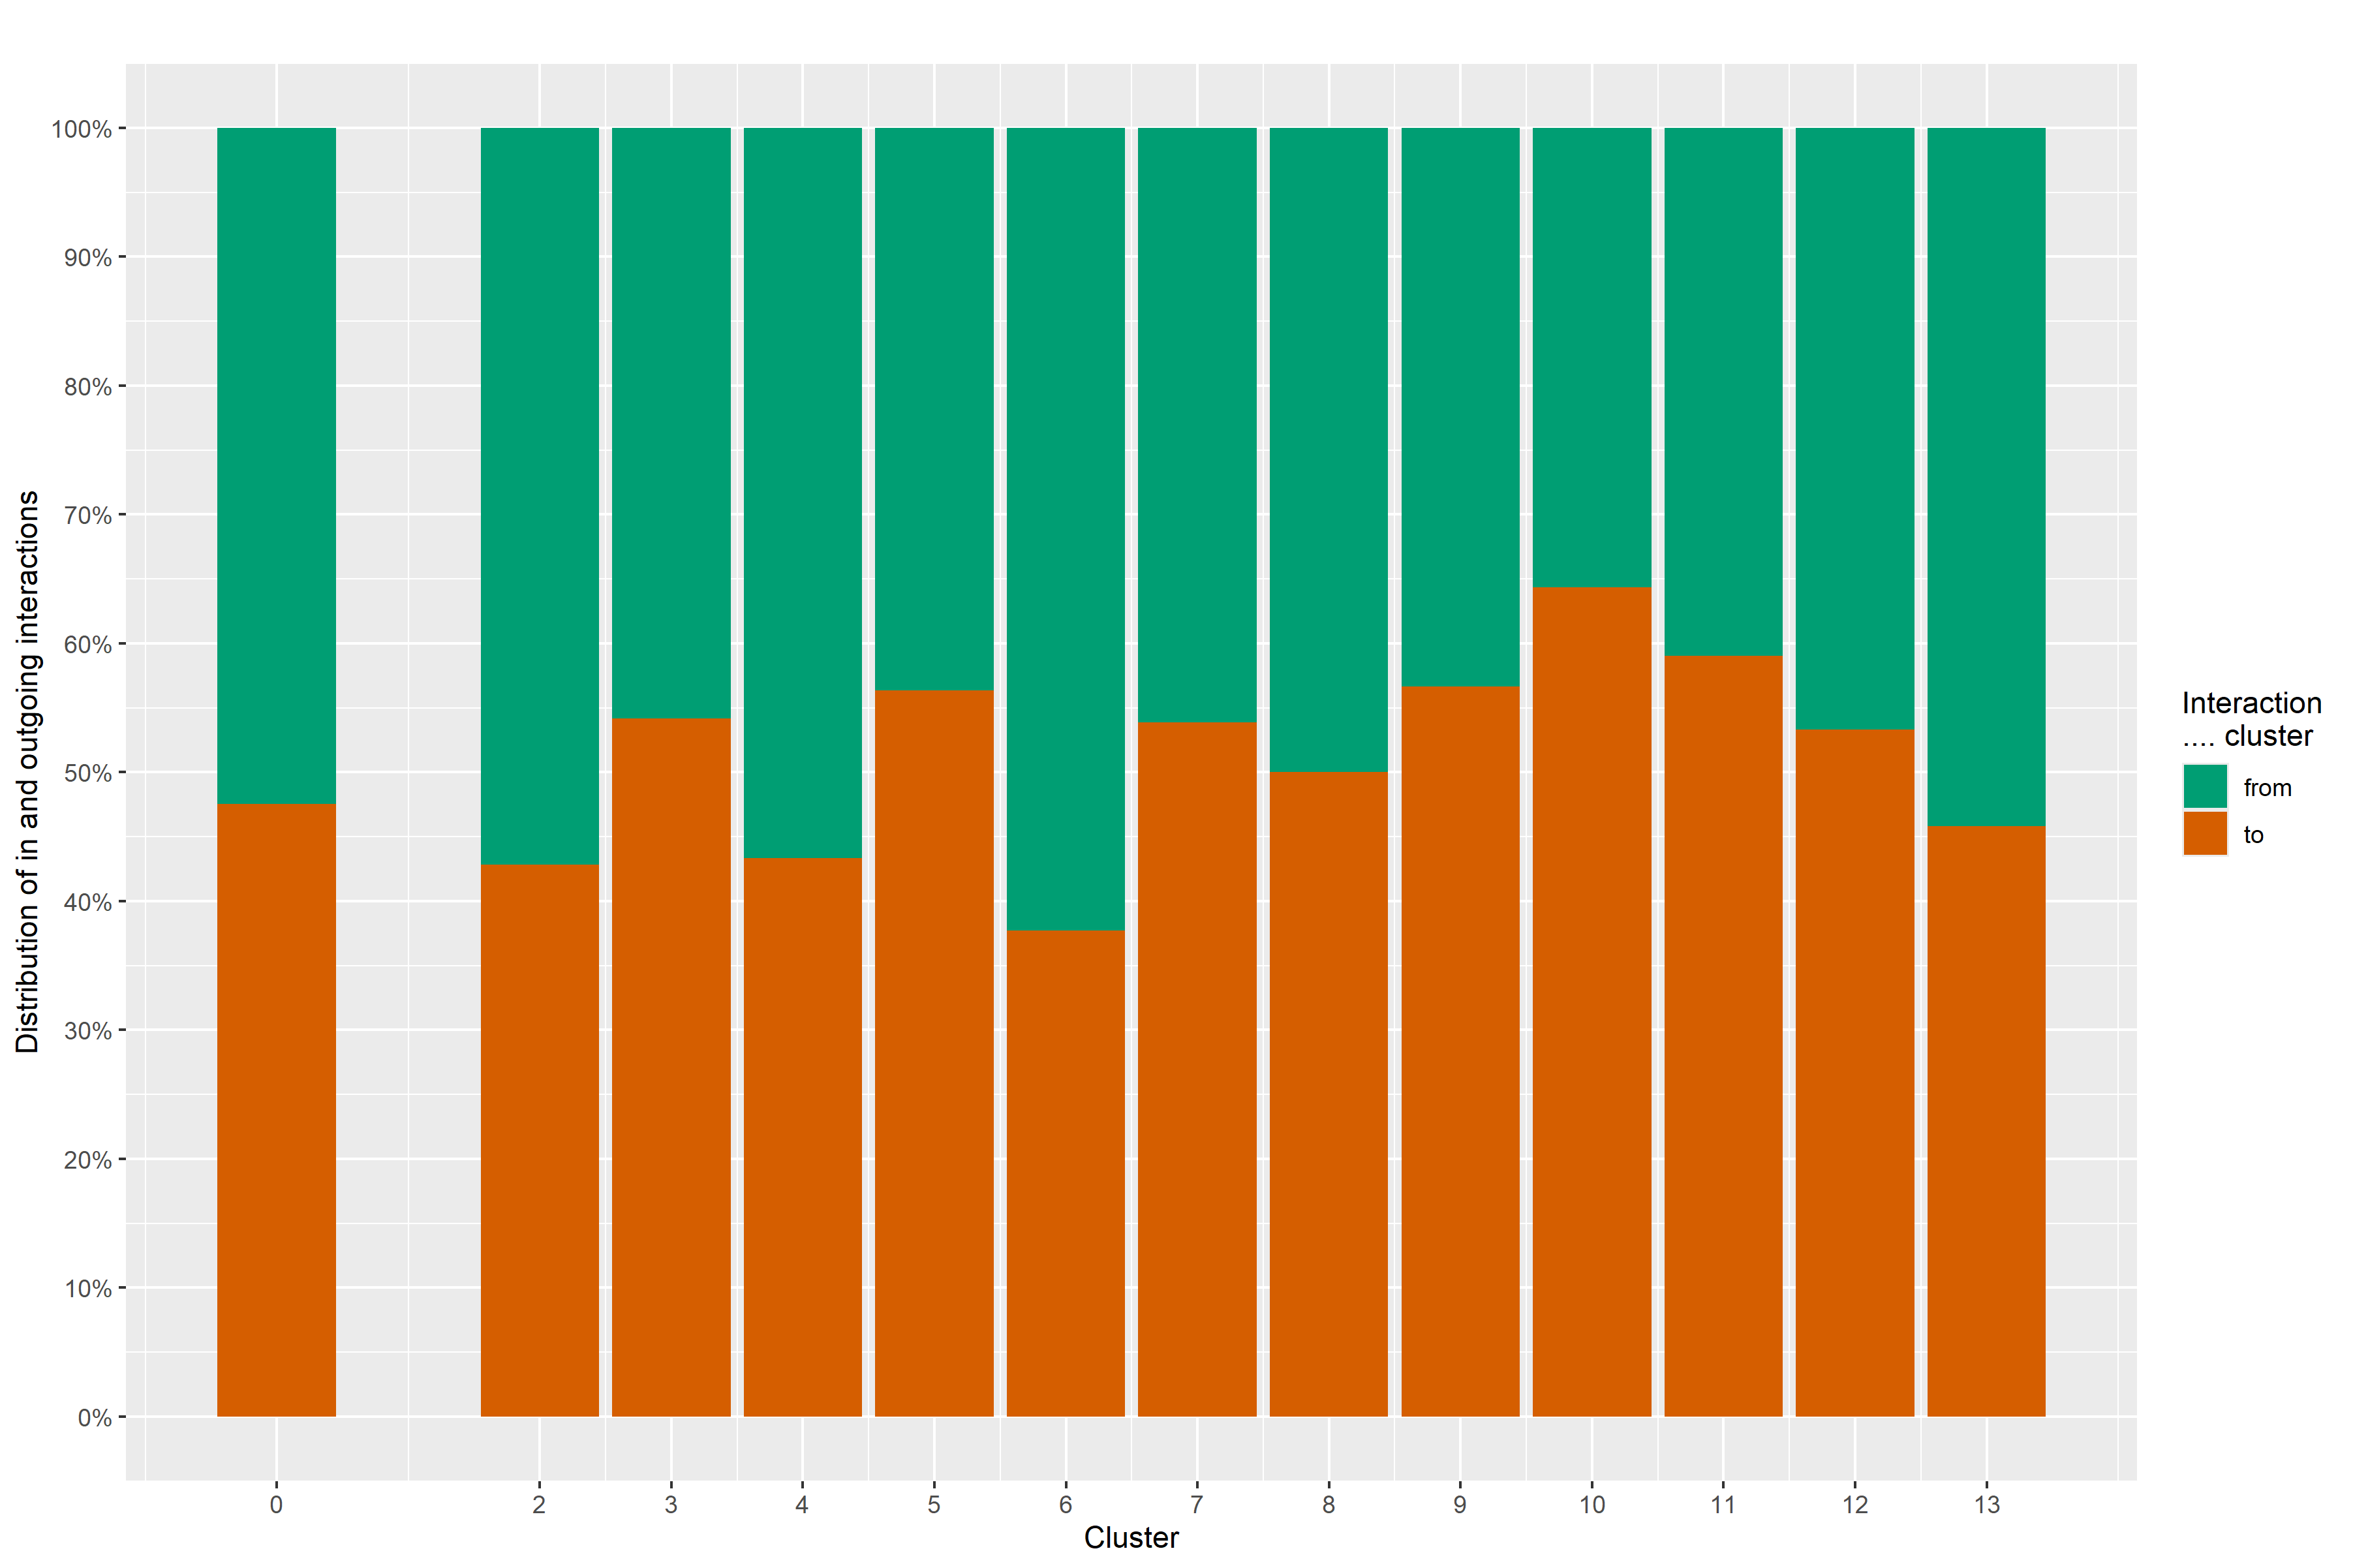 Distribution of in and outgoing interactions
100%
90%
80%
70%
60%
50%
40%
30%
20%
10%
0%
0 2 3 4 5 6 7 8 9 10 11 12 13
Cluster
Interaction
.... cluster
from
to